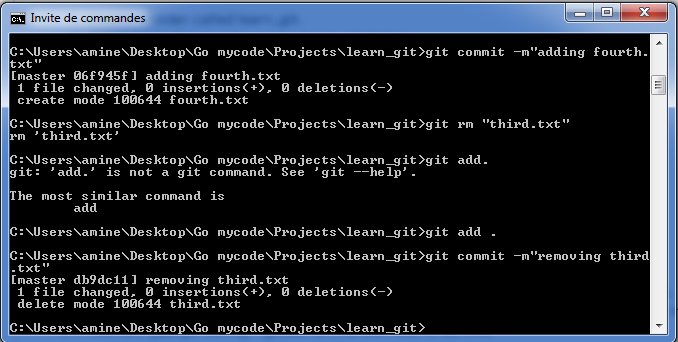 Invite de commandes
C:\Users\amine\Desktop\Go mycode\Projects\learn_git>git commit -m"adding fourth.
txt"
[master 06f945f] adding fourth.txt
 1 file changed, 0 insertions(+), 0 deletions(-)
 create mode 100644 fourth.txt
C:\Users\amine\Desktop\Go mycode\Projects\learn_git>git rm "third.txt"
rm 'third.txt'
C:\Users\amine\Desktop\Go mycode\Projects\learn_git>git add.
git: 'add.' is not a git command. See 'git --help'.
The most similar command is
        add
C:\Users\amine\Desktop\Go mycode\Projects\learn_git>git add .
C:\Users\amine\Desktop\Go mycode\Projects\learn_git>git commit -m"removing third
.txt"
[master db9dc11] removing third.txt
 1 file changed, 0 insertions(+), 0 deletions(-)
 delete mode 100644 third.txt
C:\Users\amine\Desktop\Go mycode\Projects\learn_git>